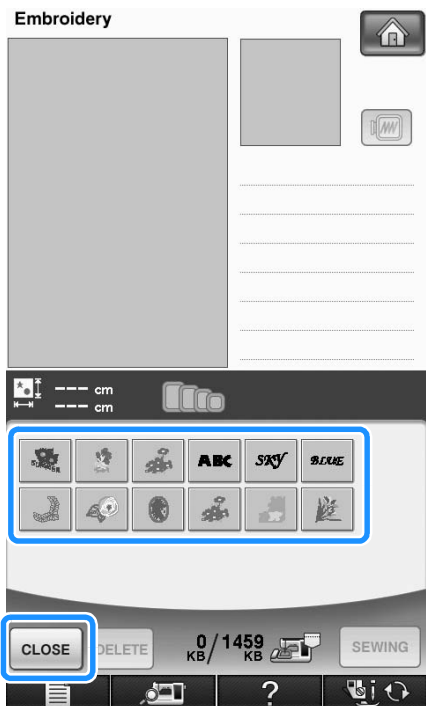 Embroidery
--- cm
--- cm
ABC SKY BLUE
CLOSE DELETE 0 KB / 1459 KB SEWING
?